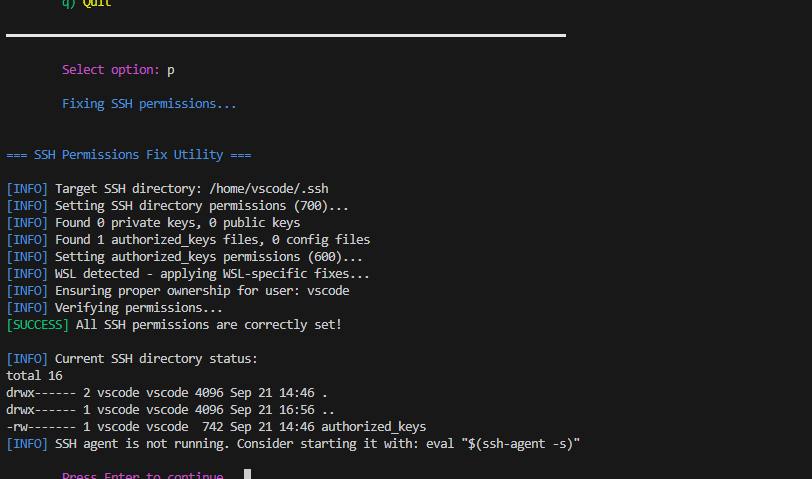 q) Quit
Select option: p
Fixing SSH permissions...
=== SSH Permissions Fix Utility ===
[INFO] Target SSH directory: /home/vscode/.ssh
[INFO] Setting SSH directory permissions (700)...
[INFO] Found 0 private keys, 0 public keys
[INFO] Found 1 authorized_keys files, 0 config files
[INFO] Setting authorized_keys permissions (600)...
[INFO] WSL detected - applying WSL-specific fixes...
[INFO] Ensuring proper ownership for user: vscode
[INFO] Verifying permissions...
[SUCCESS] All SSH permissions are correctly set!
[INFO] Current SSH directory status:
total 16
drwx------ 2 vscode vscode 4096 Sep 21 14:46 .
drwx------ 1 vscode vscode 4096 Sep 21 16:56 ..
-rw------- 1 vscode vscode  742 Sep 21 14:46 authorized_keys
[INFO] SSH agent is not running. Consider starting it with: eval "$(ssh-agent -s)"
Press Enter to continue...